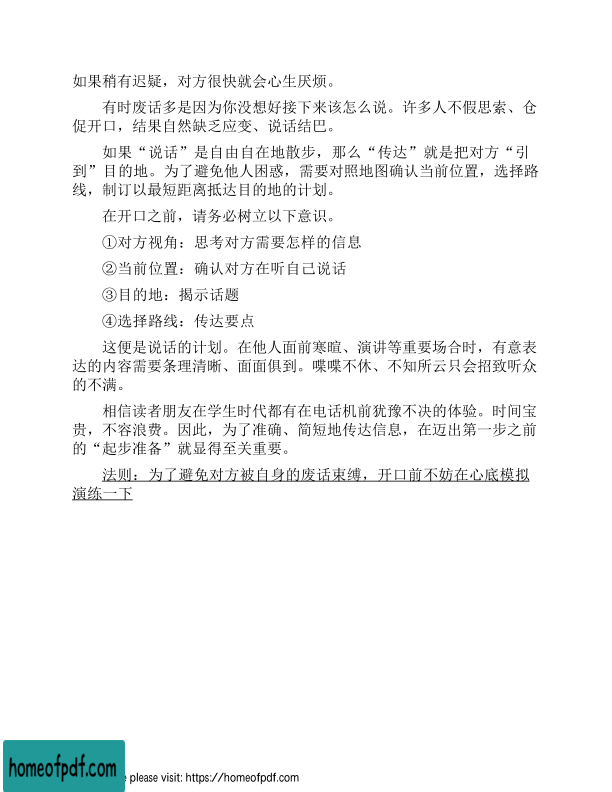 如果稍有迟疑，对方很快就会心生厌烦。
有时废话多是因为你没想好接下来该怎么说。许多人不假思索、仓
促开口，结果自然缺乏应变、说话结巴。
如果“说话”是自由自在地散步，那么“传达”就是把对方“引
到”目的地。为了避免他人困惑，需要对照地图确认当前位置，选择路
线，制订以最短距离抵达目的地的计划。
在开口之前，请务必树立以下意识。
①对方视角：思考对方需要怎样的信息
②当前位置：确认对方在听自己说话
③目的地：揭示话题
④选择路线：传达要点
这便是说话的计划。在他人面前寒暄、演讲等重要场合时，有意表
达的内容需要条理清晰、面面俱到。喋喋不休、不知所云只会招致听众
的不满。
相信读者朋友在学生时代都有在电话机前犹豫不决的体验。时间宝
贵，不容浪费。因此，为了准确、简短地传达信息，在迈出第一步之前
的“起步准备”就显得至关重要。
法则：为了避免对方被自身的废话束缚，开口前不妨在心底模拟
演练一下
homeofpdf.com
e please visit: https://homeofpdf.com